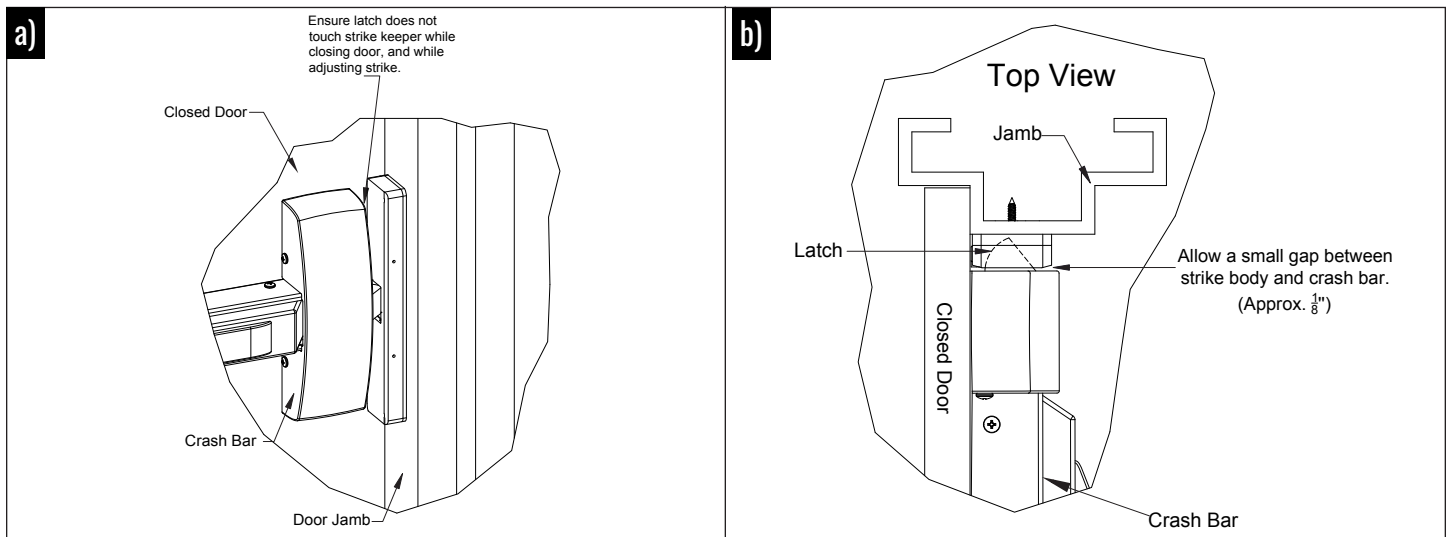 a)
Ensure latch does not
touch strike keeper while
closing door, and while
adjusting strike.
Closed Door
Crash Bar
Door Jamb
b)
Top View
Jamb
Latch
Allow a small gap between
strike body and crash bar.
(Approx. 1/8")
Closed Door
Crash Bar